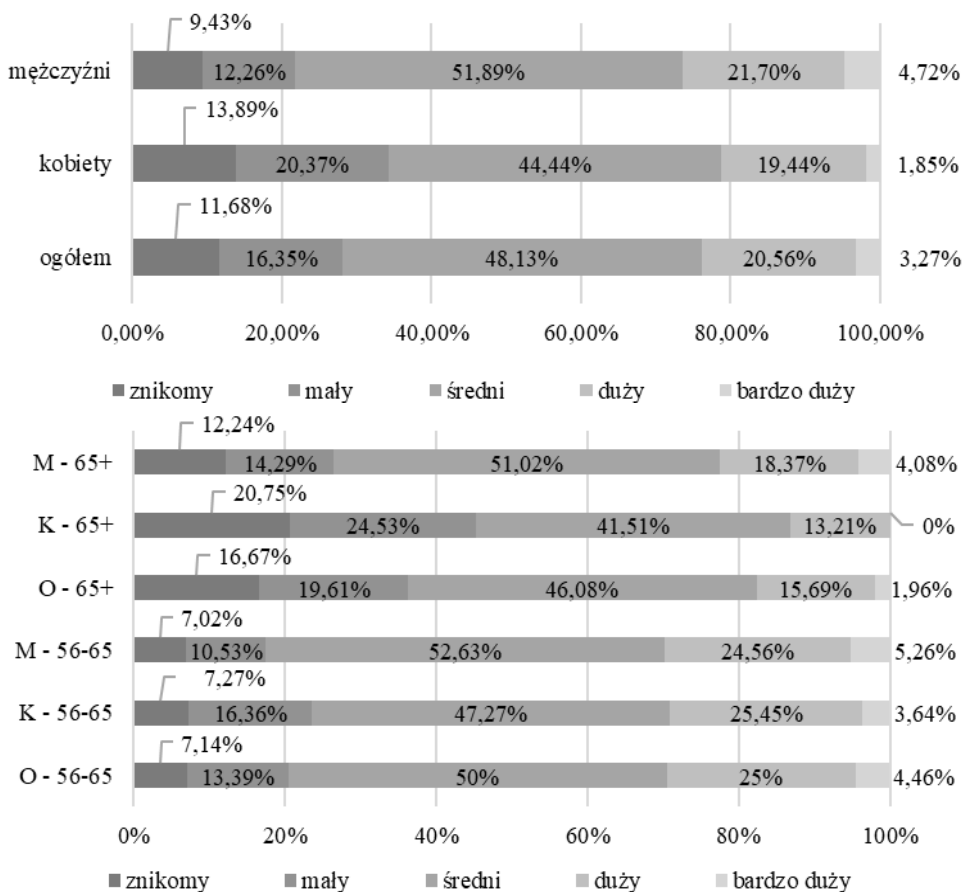 9,43%
mężczyźni 12,26% 51,89% 21,70% 4,72%
13,89%
kobiety 20,37% 44,44% 19,44% 1,85%
11,68%
ogółem 16,35% 48,13% 20,56% 3,27%
0,00% 20,00% 40,00% 60,00% 80,00% 100,00%
znikomy mały średni duży bardzo duży
12,24%
M - 65+ 14,29% 51,02% 18,37% 4,08%
20,75%
K - 65+ 24,53% 41,51% 13,21% 0%
16,67%
O - 65+ 19,61% 46,08% 15,69% 1,96%
7,02%
M - 56-65 10,53% 52,63% 24,56% 5,26%
7,27%
K - 56-65 16,36% 47,27% 25,45% 3,64%
7,14%
O - 56-65 13,39% 50% 25% 4,46%
0% 20% 40% 60% 80% 100%
znikomy mały średni duży bardzo duży